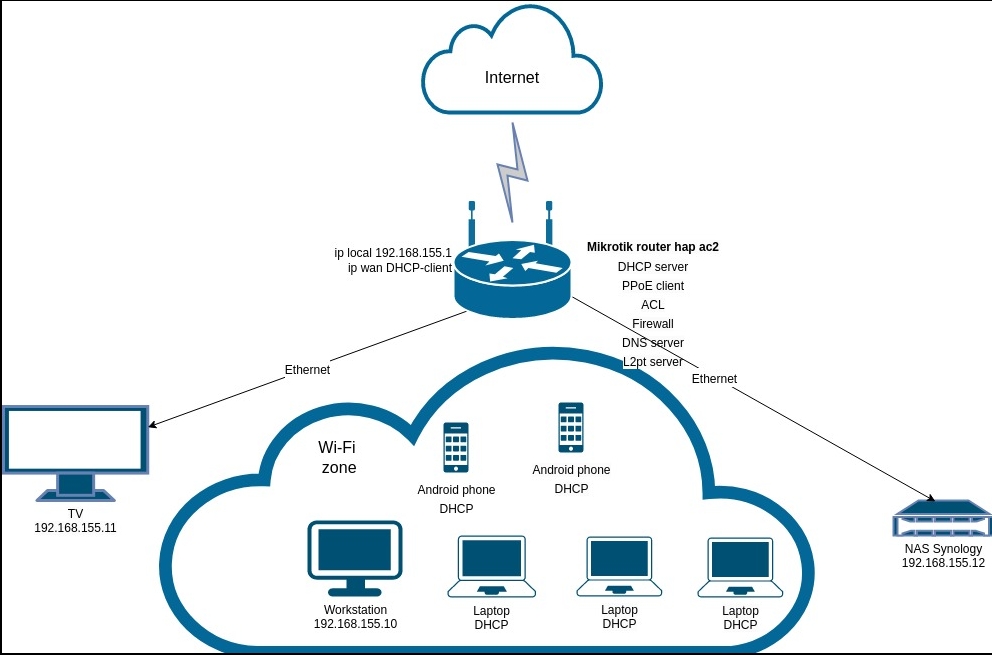 Internet
ip local 192.168.155.1
ip wan DHCP-client
Mikrotik router hap ac2
DHCP server
PPoE client
ACL
Firewall
DNS server
L2pt server
Ethernet
Ethernet
TV
192.168.155.11
Wi-Fi
zone
Android phone
DHCP
Android phone
DHCP
NAS Synology
192.168.155.12
Workstation
192.168.155.10
Laptop
DHCP
Laptop
DHCP
Laptop
DHCP